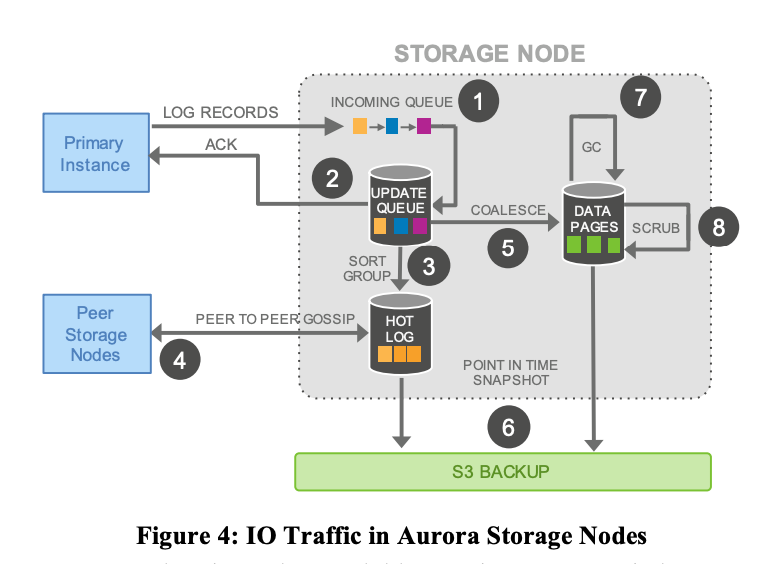 STORAGE NODE
INCOMING QUEUE
1
7
LOG RECORDS
Primary
Instance
ACK
GC
2
UPDATE
QUEUE
COALESCE
5
DATA
PAGES
SCRUB
8
SORT
GROUP
3
Peer
Storage
Nodes
PEER TO PEER GOSSIP
4
HOT
LOG
POINT IN TIME
SNAPSHOT
6
S3 BACKUP
Figure 4: IO Traffic in Aurora Storage Nodes